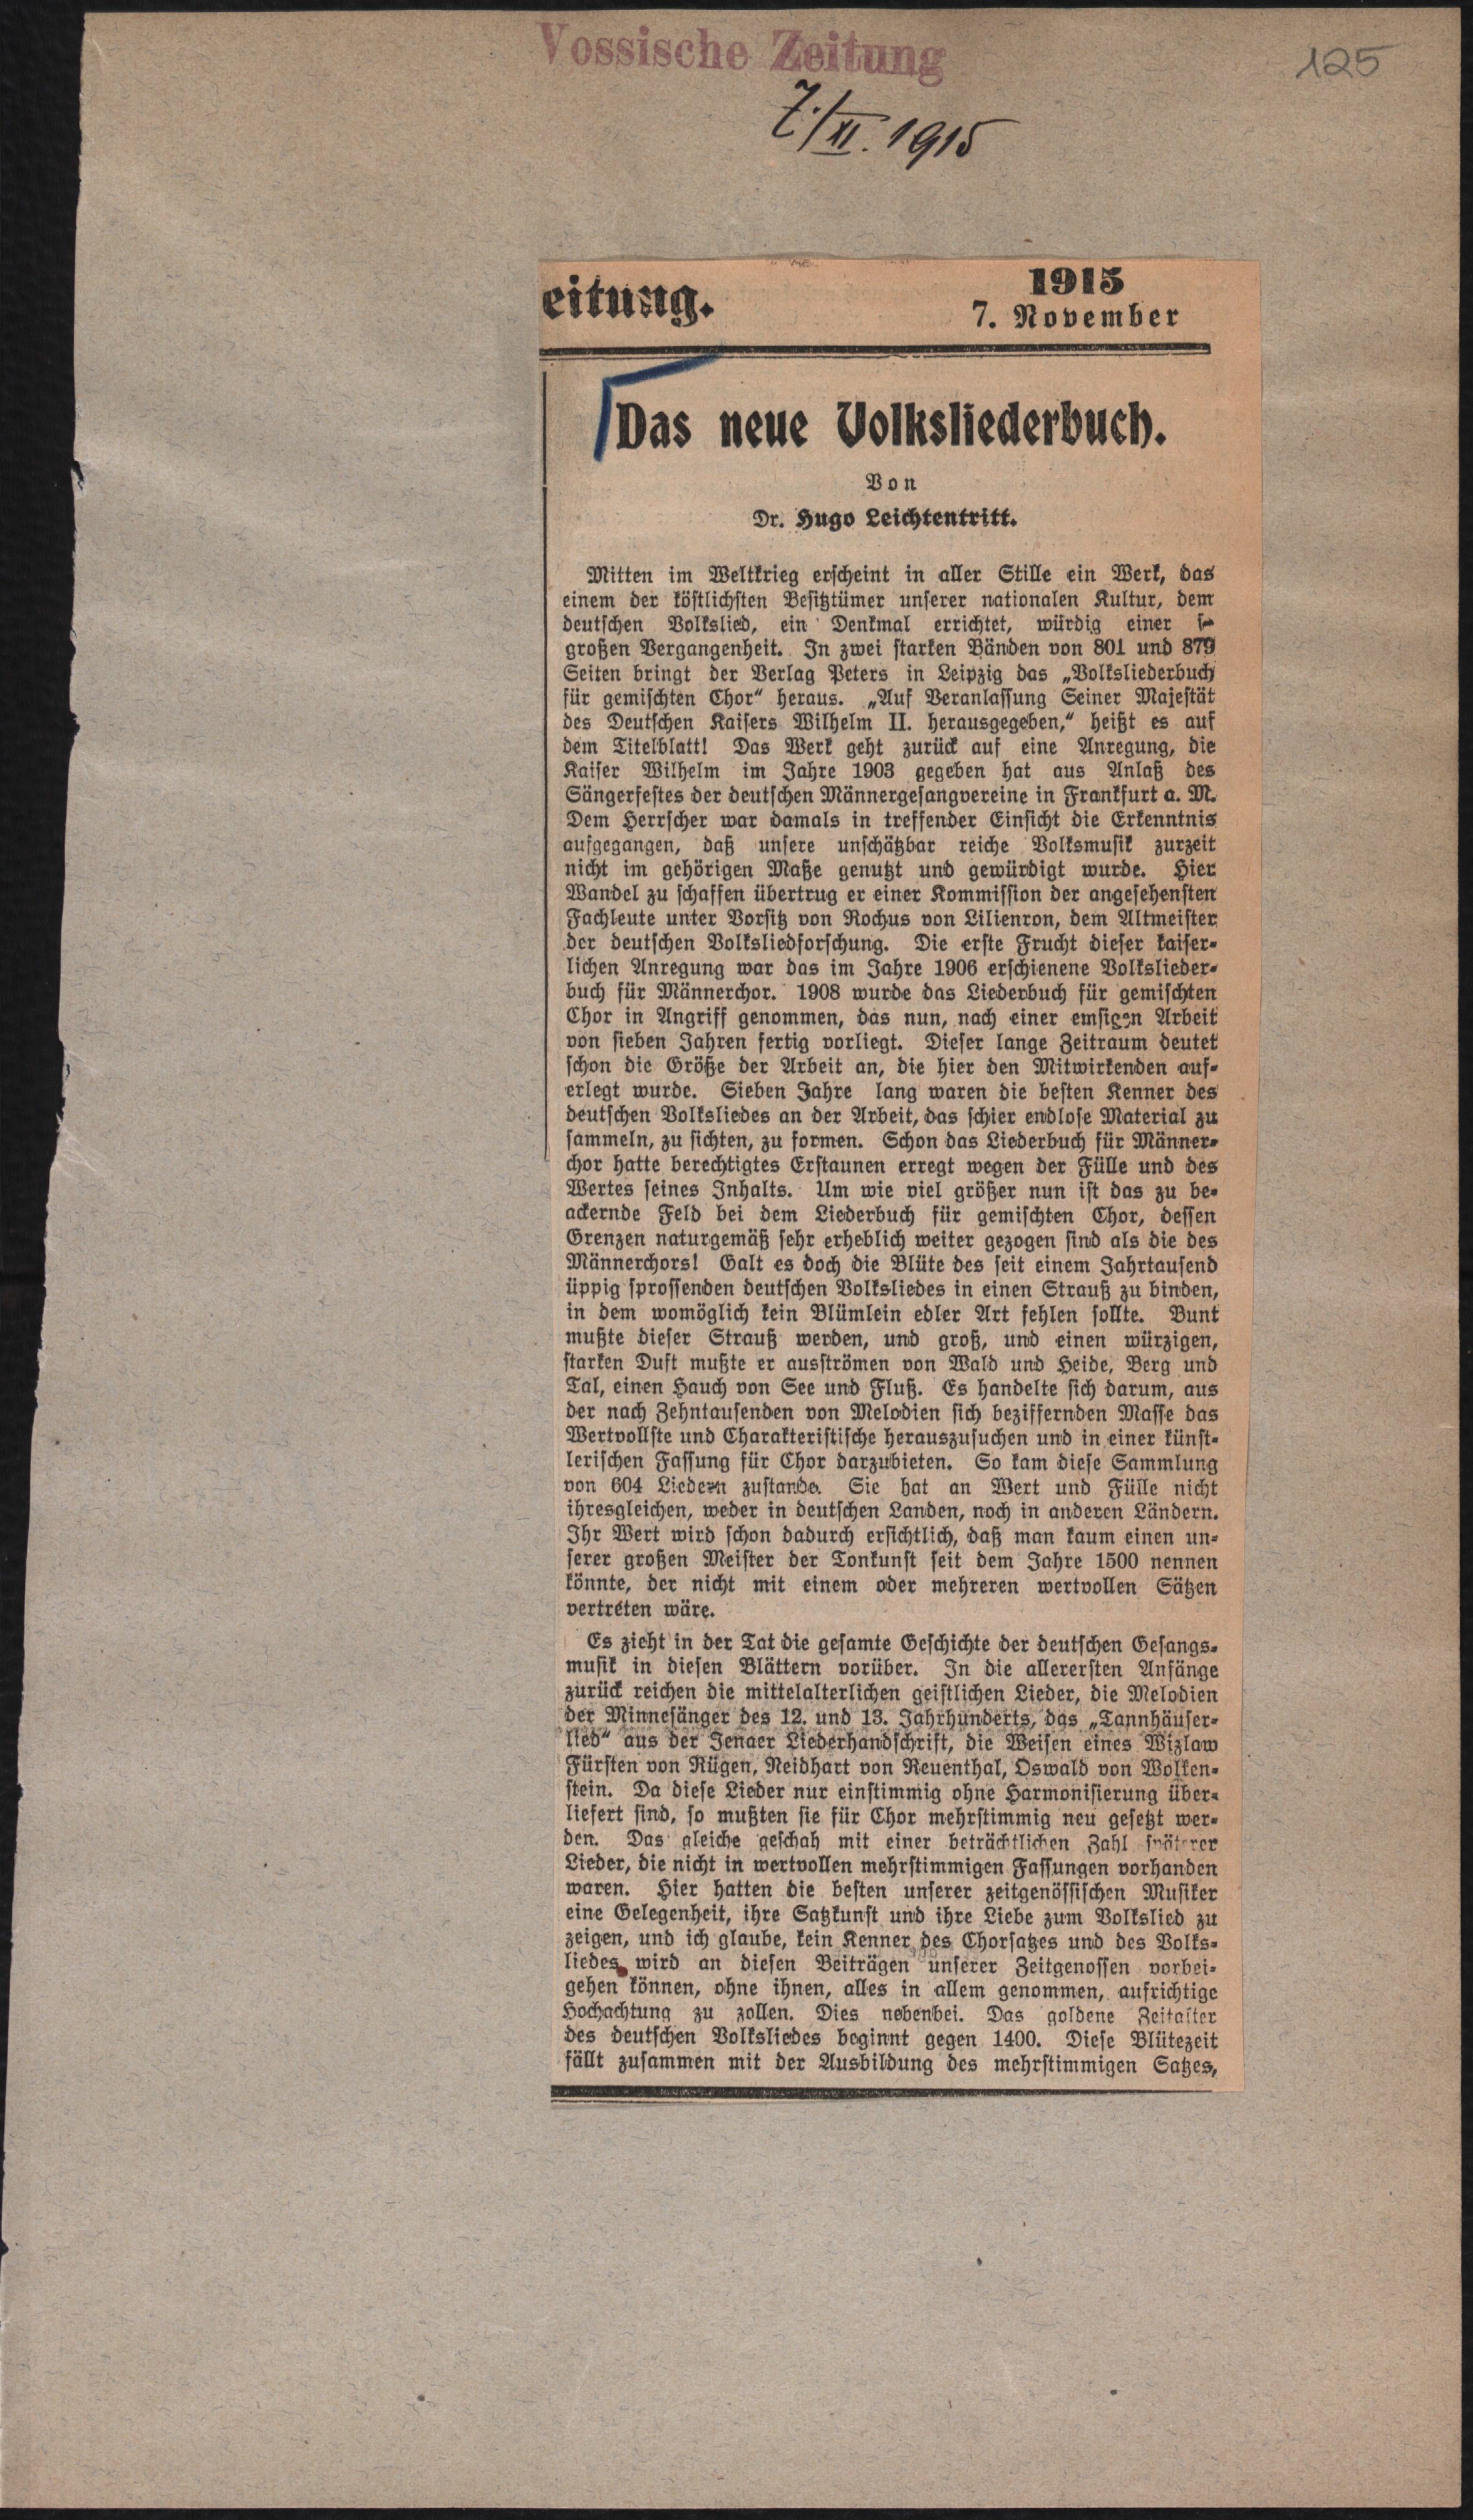 Vossische Zeitung
125
7./XI. 1915
eitung.
1915
7. November
Das neue Volksliederbuch.
Von
Dr. Hugo Leichtentritt.
Mitten im Weltkrieg erscheint in aller Stille ein Werk, das
einem der köstlichsten Besitztümer unserer nationalen Kultur, dem
deutschen Volkslied, ein Denkmal errichtet, würdig einer so
großen Vergangenheit. In zwei starken Bänden von 801 und 879
Seiten bringt der Verlag Peters in Leipzig das „Volksliederbuch
für gemischten Chor“ heraus. „Auf Veranlassung Seiner Majestät
des Deutschen Kaisers Wilhelm II. herausgegeben,“ heißt es auf
dem Titelblatt! Das Werk geht zurück auf eine Anregung, die
Kaiser Wilhelm im Jahre 1903 gegeben hat aus Anlaß des
Sängerfestes der deutschen Männergesangvereine in Frankfurt a. M.
Dem Herrscher war damals in treffender Einsicht die Erkenntnis
aufgegangen, daß unsere unschätzbar reiche Volksmusik zurzeit
nicht im gehörigen Maße genutzt und gewürdigt wurde. Hier
Wandel zu schaffen übertrug er einer Kommission der angesehensten
Fachleute unter Vorsitz von Rochus von Lilienron, dem Altmeister
der deutschen Volksliedforschung. Die erste Frucht dieser kaiser-
lichen Anregung war das im Jahre 1906 erschienene Volkslieder-
buch für Männerchor. 1908 wurde das Liederbuch für gemischten
Chor in Angriff genommen, das nun, nach einer emsigen Arbeit
von sieben Jahren fertig vorliegt. Dieser lange Zeitraum deutet
schon die Größe der Arbeit an, die hier den Mitwirkenden auf-
erlegt wurde. Sieben Jahre lang waren die besten Kenner des
deutschen Volksliedes an der Arbeit, das schier endlose Material zu
sammeln, zu sichten, zu formen. Schon das Liederbuch für Männer-
chor hatte berechtigtes Erstaunen erregt wegen der Fülle und des
Wertes seines Inhalts. Um wie viel größer nun ist das zu be-
ackernde Feld bei dem Liederbuch für gemischten Chor, dessen
Grenzen naturgemäß sehr erheblich weiter gezogen sind als die des
Männerchors! Galt es doch die Blüte des seit einem Jahrtausend
üppig sprossenden deutschen Volksliedes in einen Strauß zu binden,
in dem womöglich kein Blümlein edler Art fehlen sollte. Bunt
mußte dieser Strauß werden, und groß, und einen würzigen,
starken Duft mußte er ausströmen von Wald und Heide, Berg und
Tal, einen Hauch von See und Fluß. Es handelte sich darum, aus
der nach Zehntausenden von Melodien sich beziffernden Masse das
Wertvollste und Charakteristische herauszusuchen und in einer künst-
lerischen Fassung für Chor darzubieten. So kam diese Sammlung
von 604 Liedern zustande. Sie hat an Wert und Fülle nicht
ihresgleichen, weder in deutschen Landen, noch in anderen Ländern.
Ihr Wert wird schon dadurch ersichtlich, daß man kaum einen un-
serer großen Meister der Tonkunst seit dem Jahre 1500 nennen
könnte, der nicht mit einem oder mehreren wertvollen Sätzen
vertreten wäre.
Es zieht in der Tat die gesamte Geschichte der deutschen Gesangs-
musik in diesen Blättern vorüber. In die allerersten Anfänge
zurück reichen die mittelalterlichen geistlichen Lieder, die Melodien
der Minnesänger des 12. und 13. Jahrhunderts, das „Tannhäuser-
lied“ aus der Jenaer Liederhandschrift, die Weisen eines Wizlaw
Fürsten von Rügen, Neidhart von Reuenthal, Oswald von Wolken-
stein. Da diese Lieder nur einstimmig ohne Harmonisierung über-
liefert sind, so mußten sie für Chor mehrstimmig neu gesetzt wer-
den. Das gleiche geschah mit einer beträchtlichen Zahl späterer
Lieder, die nicht in wertvollen mehrstimmigen Fassungen vorhanden
waren. Hier hatten die besten unserer zeitgenössischen Musiker
eine Gelegenheit, ihre Satzkunst und ihre Liebe zum Volkslied zu
zeigen, und ich glaube, kein Kenner des Chorsatzes und des Volks-
liedes wird an diesen Beiträgen unserer Zeitgenossen vorbei-
gehen können, ohne ihnen, alles in allem genommen, aufrichtige
Hochachtung zu zollen. Dies nebenbei. Das goldene Zeitalter
des deutschen Volksliedes beginnt gegen 1400. Diese Blütezeit
fällt zusammen mit der Ausbildung des mehrstimmigen Satzes,